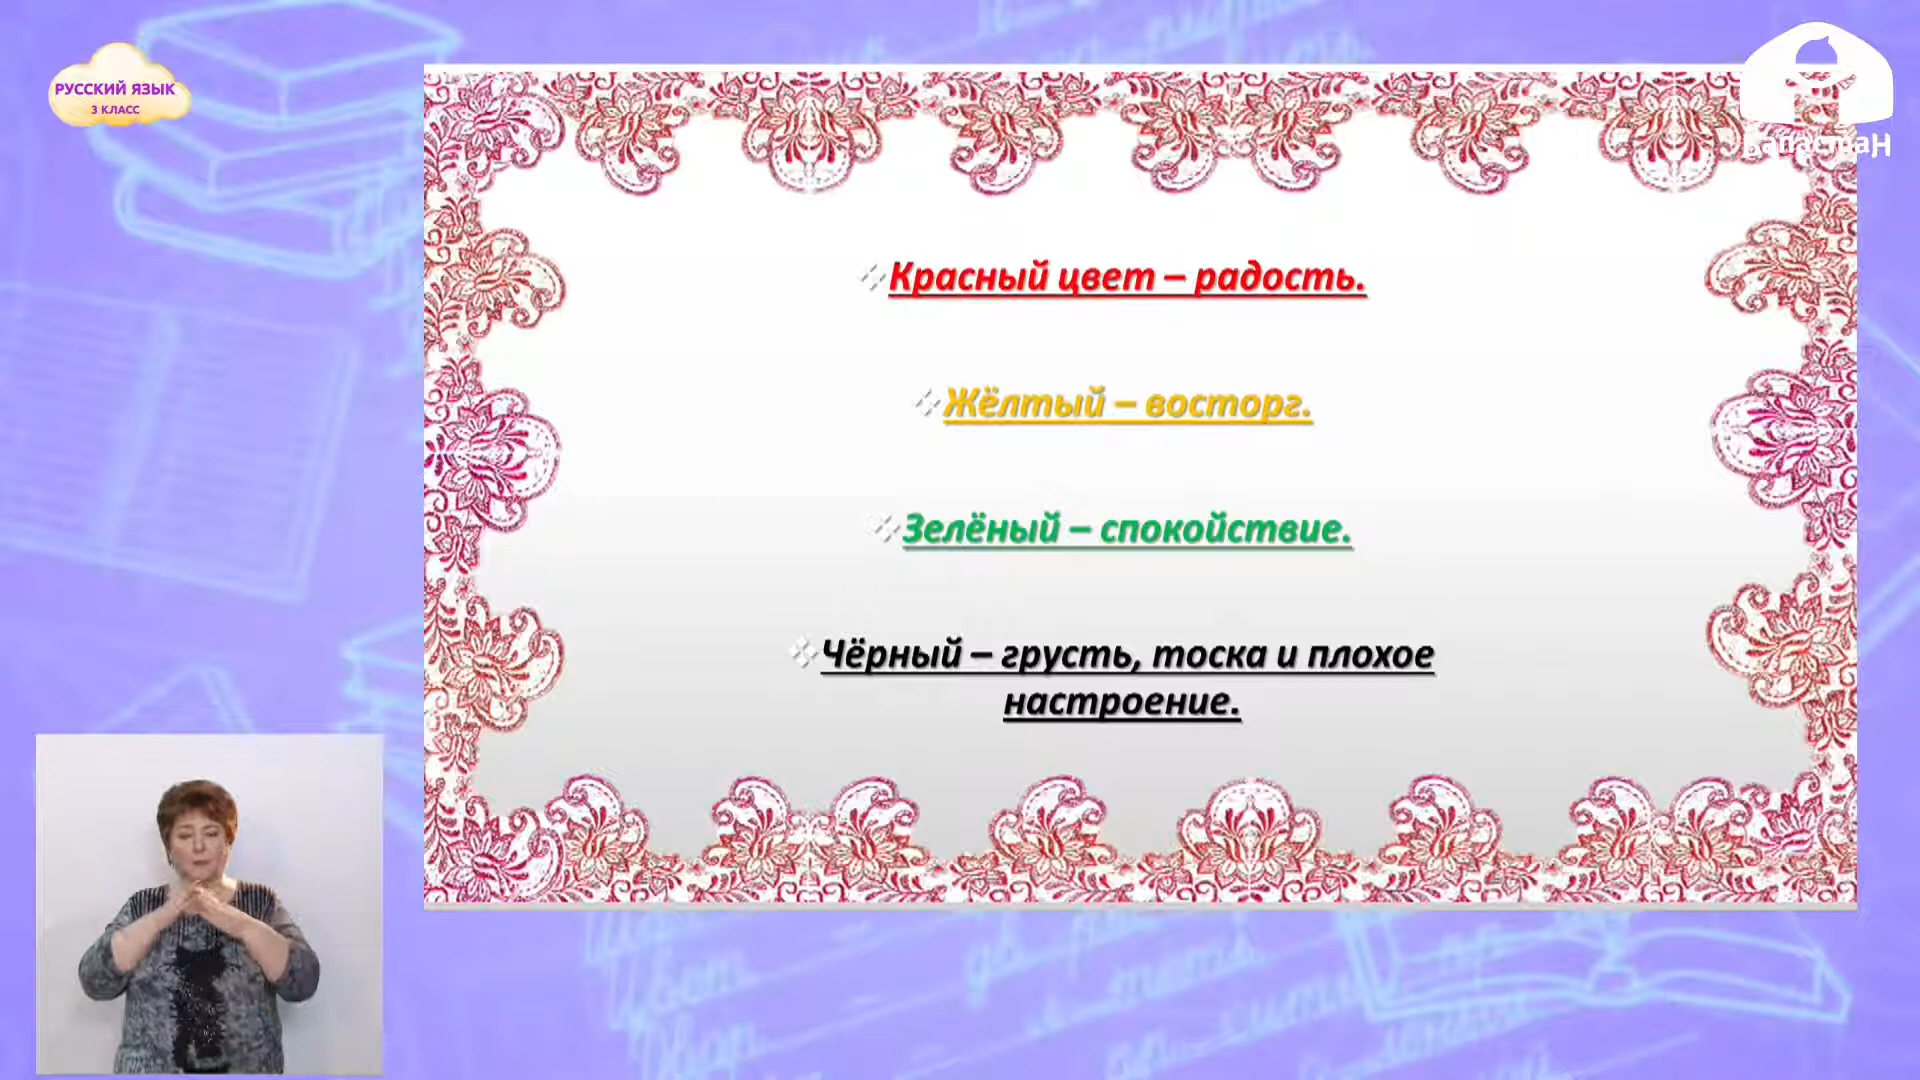 РУССКИЙ ЯЗЫК
3 КЛАСС
Красный цвет – радость.
Жёлтый – восторг.
Зелёный – спокойствие.
Чёрный – грусть, тоска и плохое
настроение.